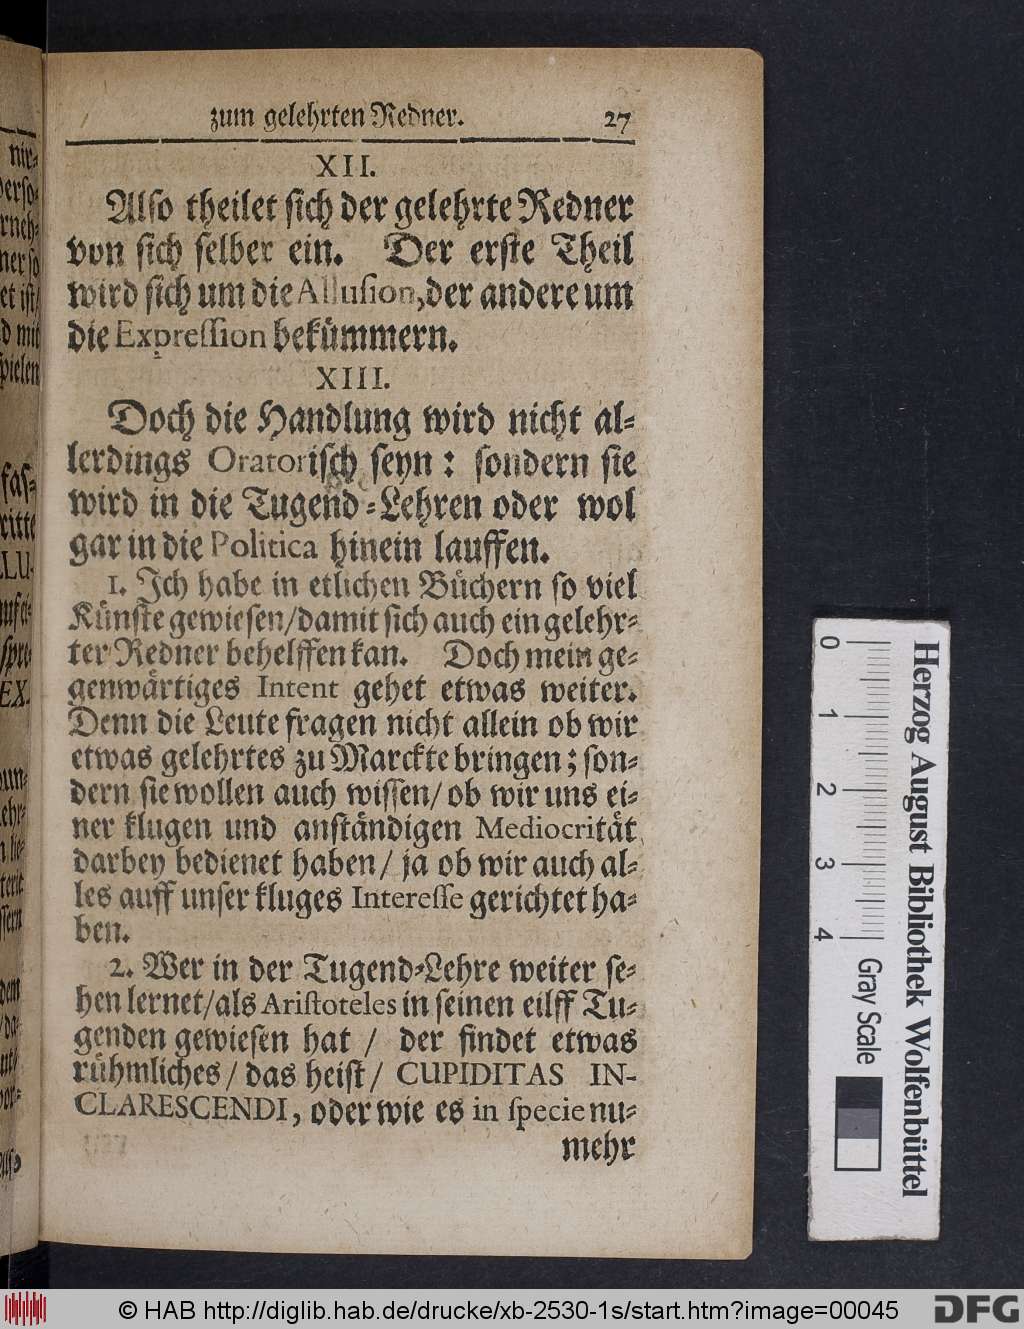 zum gelehrten Redner. 27
XII.
Also theilet sich der gelehrte Redner
von sich selber ein. Der erste Theil
wird sich um die Allusion, der andere um
die Expression bekümmern.
XIII.
Doch die Handlung wird nicht al-
lerdings Oratorisch seyn: sondern sie
wird in die Tugend-Lehren oder wol
gar in die Politica hinein lauffen.
1. Ich habe in etlichen Büchern so viel
Künste gewiesen/damit sich auch ein gelehr-
ter Redner behelffen kan. Doch mein ge-
genwärtiges Intent gehet etwas weiter.
Denn die Leute fragen nicht allein ob wir
etwas gelehrtes zu Marckte bringen; son-
dern sie wollen auch wissen/ ob wir uns ei-
ner klugen und anständigen Mediocrität
darbey bedienet haben/ ja ob wir auch al-
les auff unser kluges Interesse gerichtet ha-
ben.
2. Wer in der Tugend-Lehre weiter se-
hen lernet/als Aristoteles in seinen eilff Tu-
genden gewiesen hat / der findet etwas
rühmliches/ das heist/ CUPIDITAS IN-
CLARESCENDI, oder wie es in specie nu-
mehr
0 1 2 3 4
Gray Scale
Herzog August Bibliothek Wolfenbüttel
© HAB http://diglib.hab.de/drucke/xb-2530-1s/start.htm?image=00045
DFG